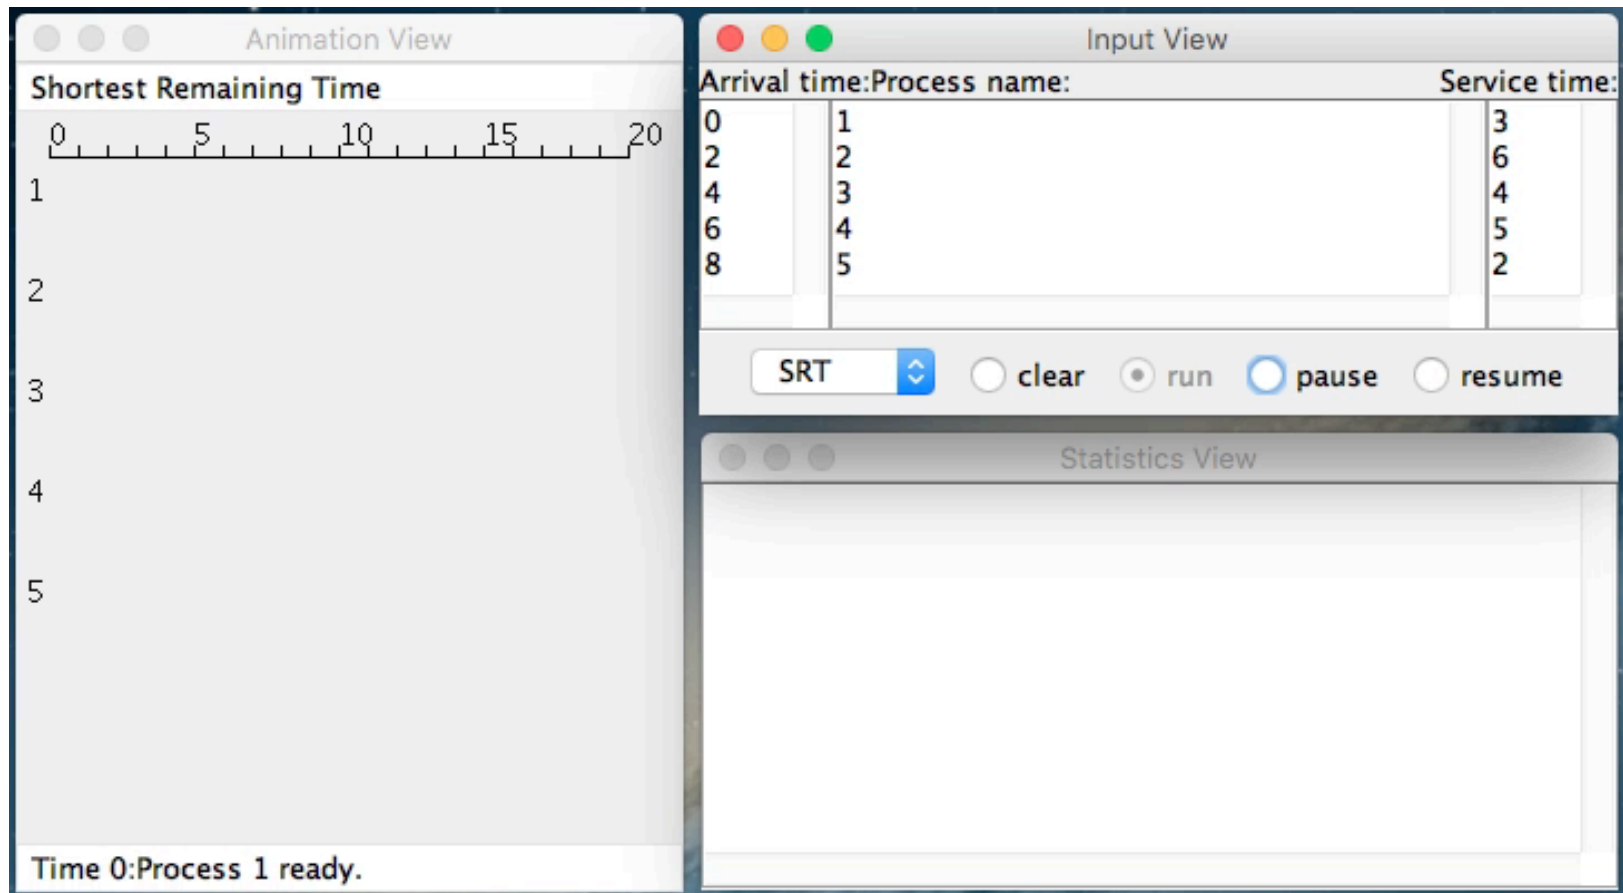 Animation View
Shortest Remaining Time
0 5 10 15 20
1
2
3
4
5
Time 0:Process 1 ready.
Input View
Arrival time:Process name: Service time:
0 1 3
2 2 6
4 3 4
6 4 5
8 5 2
SRT clear run pause resume
Statistics View